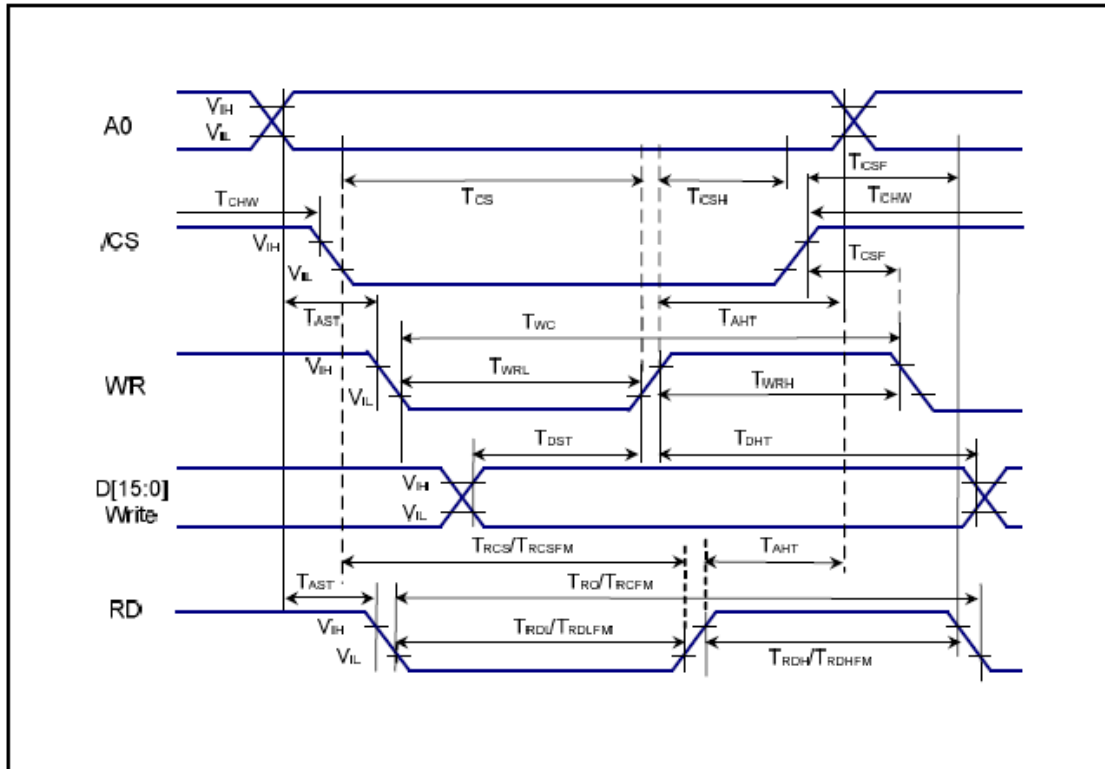 A0
VIH
VIL
TCSF
TCS
TCSH
TCHW
TCHW
/CS
VIH
VIL
TCSF
TAST
TWC
TAHT
WR
VIH
VIL
TWRL
TWRH
TDST
TDHT
D[15:0]
Write
VIH
VIL
TRCS/TRCSFM
TAHT
TAST
TRC/TRCFM
RD
VIH
VIL
TRDL/TRDLFM
TRDH/TRDHFM